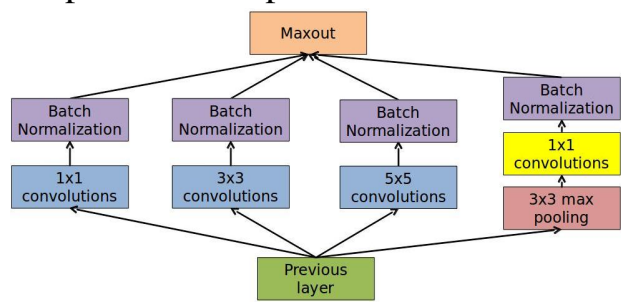 Maxout
Batch
Normalization
Batch
Normalization
Batch
Normalization
Batch
Normalization
1x1
convolutions
1x1
convolutions
3x3
convolutions
5x5
convolutions
3x3 max
pooling
Previous
layer